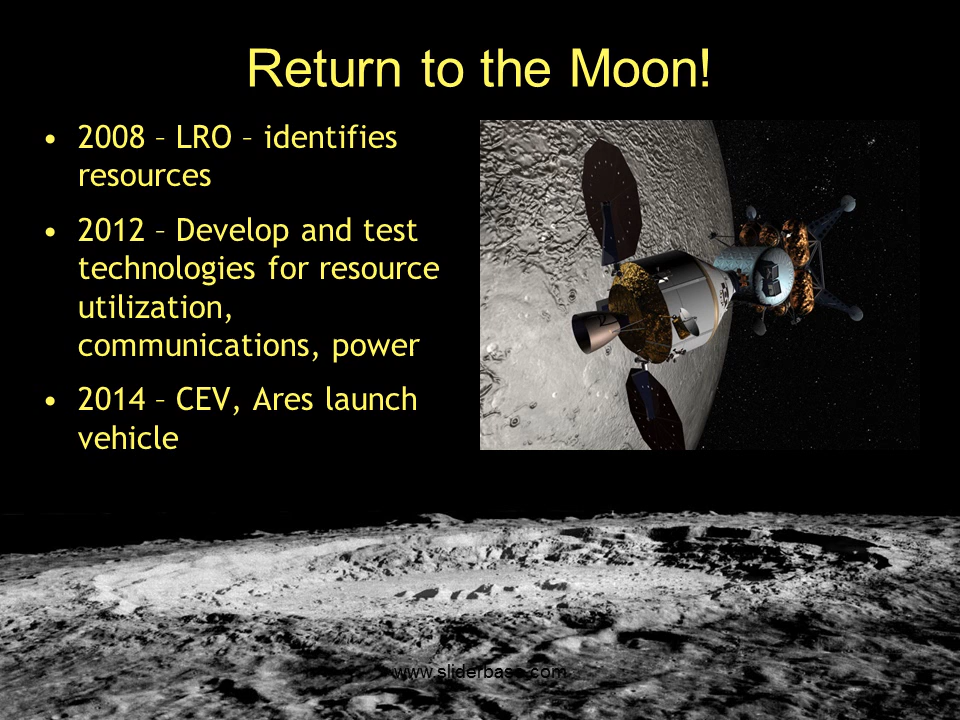 Return to the Moon!
• 2008 – LRO – identifies
resources
• 2012 – Develop and test
technologies for resource
utilization,
communications, power
• 2014 – CEV, Ares launch
vehicle
www.sliderbase.com